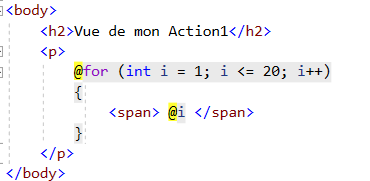 <body>
<h2>Vue de mon Action1</h2>
<p>
@for (int i = 1; i <= 20; i++)
{
<span> @i </span>
}
</p>
</body>